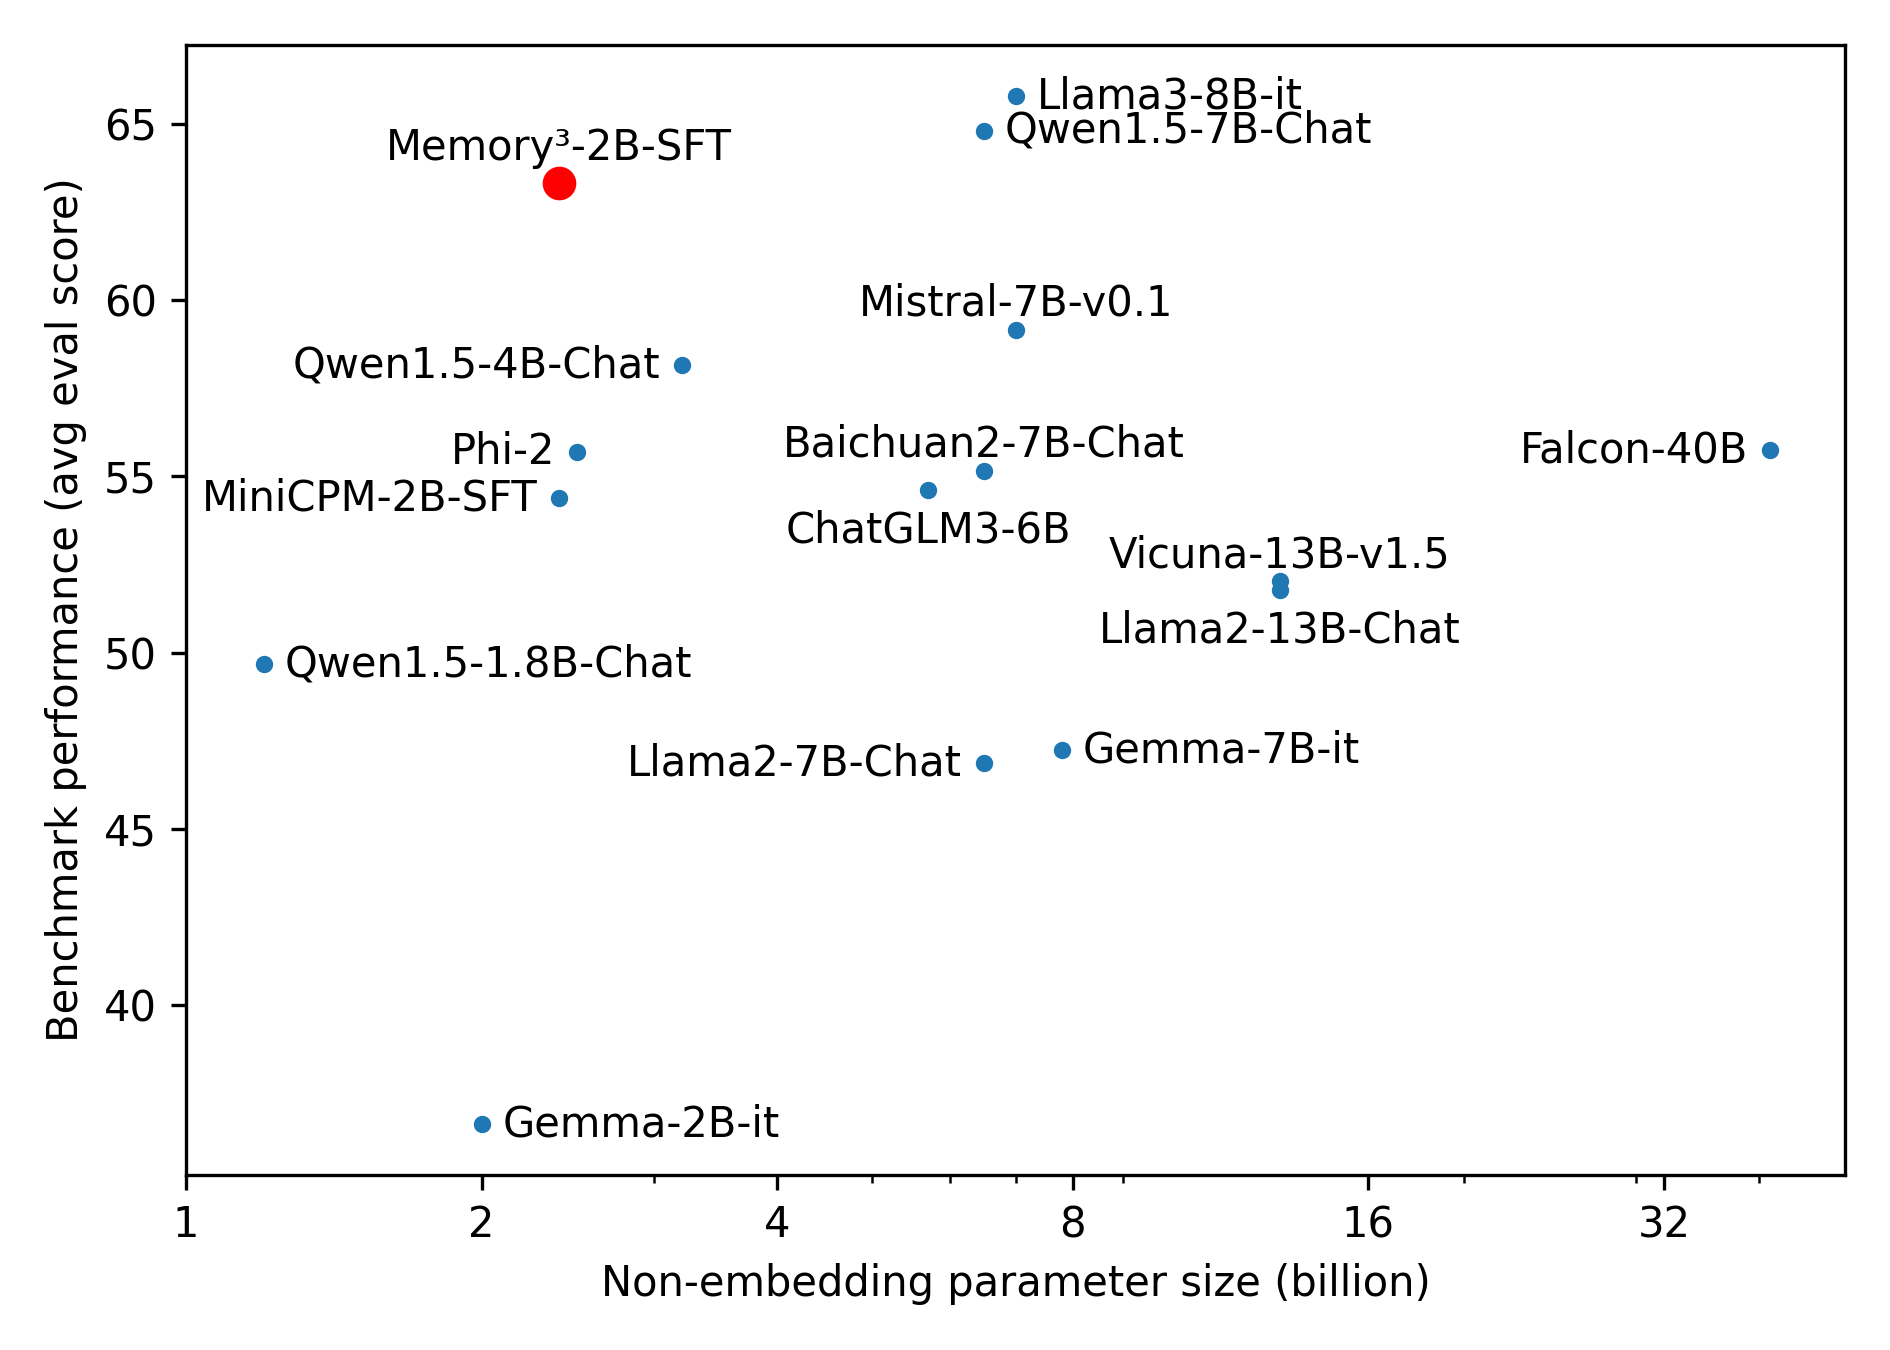 Benchmark performance (avg eval score)
65
60
55
50
45
40
Llama3-8B-it
Qwen1.5-7B-Chat
Memory³-2B-SFT
Mistral-7B-v0.1
Qwen1.5-4B-Chat
Baichuan2-7B-Chat
Phi-2
Falcon-40B
MiniCPM-2B-SFT
ChatGLM3-6B
Vicuna-13B-v1.5
Llama2-13B-Chat
Qwen1.5-1.8B-Chat
Gemma-7B-it
Llama2-7B-Chat
Gemma-2B-it
1 2 4 8 16 32
Non-embedding parameter size (billion)